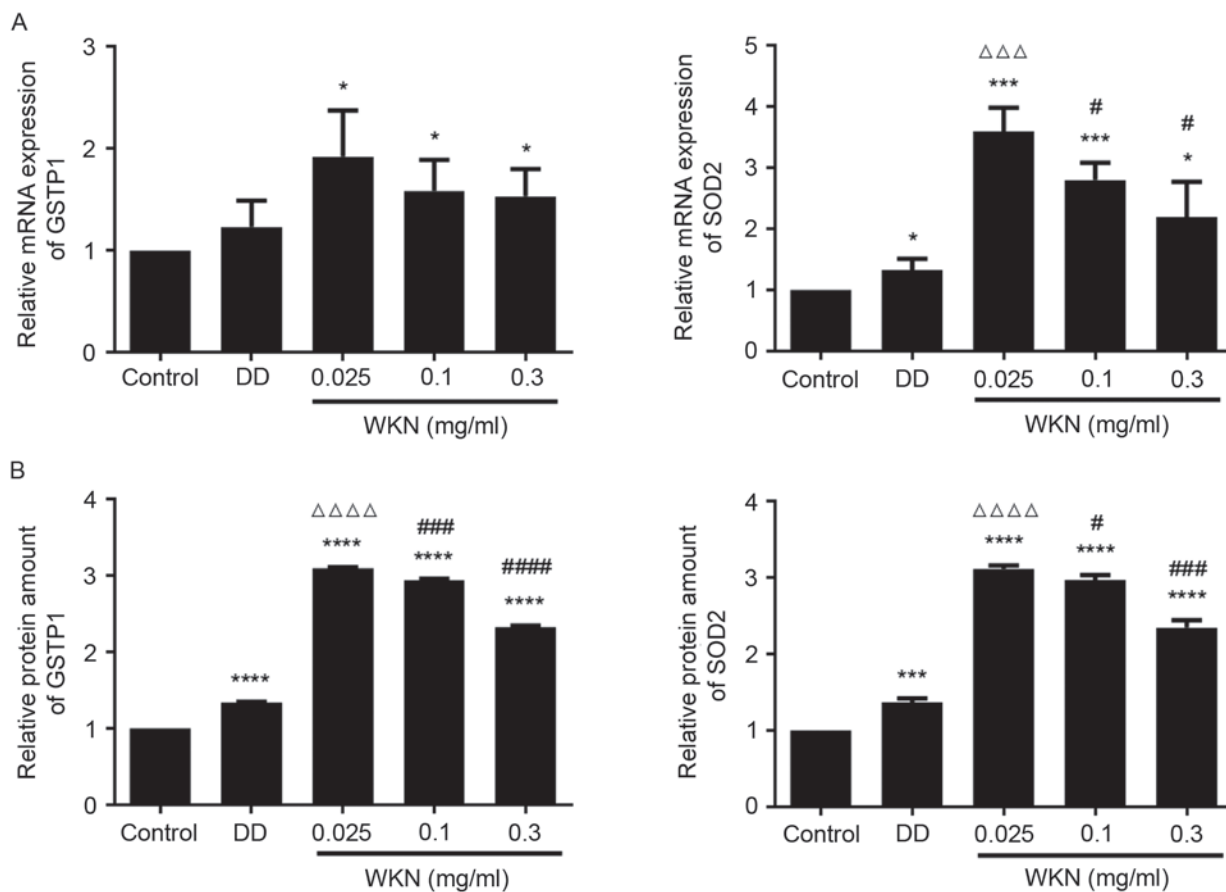 A
Relative mRNA expression
of GSTP1
3
2
1
0
*
*
*
Control DD 0.025 0.1 0.3
WKN (mg/ml)
Relative mRNA expression
of SOD2
5
4
3
2
1
0
*
△△△
***
#
***
#
*
Control DD 0.025 0.1 0.3
WKN (mg/ml)
B
Relative protein amount
of GSTP1
4
3
2
1
0
****
△△△△
****
###
****
####
****
Control DD 0.025 0.1 0.3
WKN (mg/ml)
Relative protein amount
of SOD2
4
3
2
1
0
***
△△△△
****
#
****
###
****
Control DD 0.025 0.1 0.3
WKN (mg/ml)